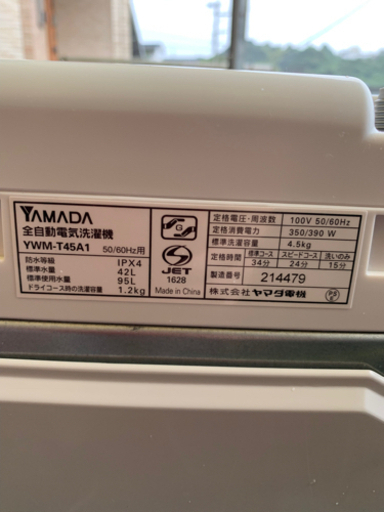 YAMADA
全自動電気洗濯機
YWM-T45A1 50/60Hz用
防水等級 IPX4
標準水量 42L
標準使用水量 95L
ドライコース時の洗濯容量 1.2kg
G
JET
1628
Made in China
定格電圧・周波数 100V 50/60Hz
定格消費電力 350/390 W
標準洗濯容量 4.5kg
定格時間 標準コース スピードコース 洗いのみ
34分 24分 15分
製造番号 214479
株式会社 ヤマダ電機